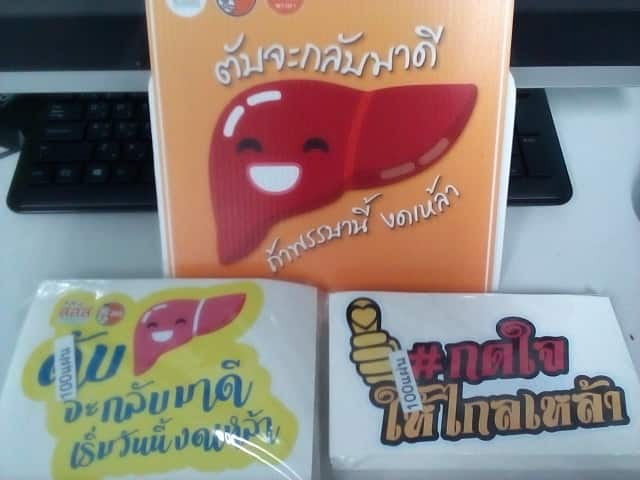 ตับจะกลับมาดี
ถ้าพรรษานี้ งดเหล้า
สสส
ตับ
100แผ่น
จะกลับมาดี
เริ่มวันนี้งดเหล้า
#กดใจ
100แผ่น
ให้ไกลเหล้า